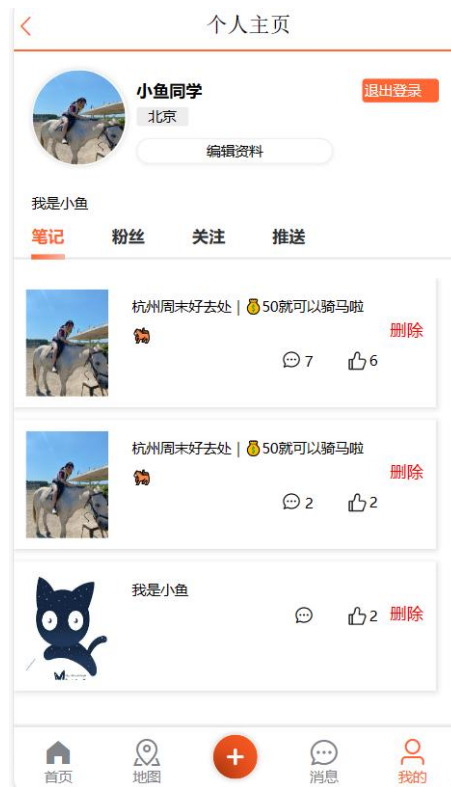 个人主页
小鱼同学
退出登录
北京
编辑资料
我是小鱼
笔记 粉丝 关注 推送
杭州周末好去处 | 💰50就可以骑马啦
🐎
删除
7 6
杭州周末好去处 | 💰50就可以骑马啦
🐎
删除
2 2
我是小鱼
2 删除
首页 地图 + 消息 我的